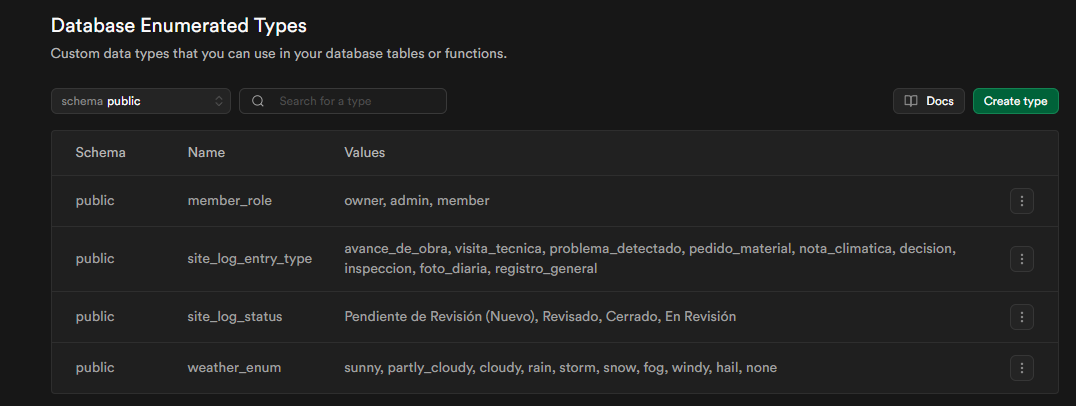 Database Enumerated Types
Custom data types that you can use in your database tables or functions.
schema public
Search for a type
Docs
Create type
Schema Name Values
public member_role owner, admin, member
public site_log_entry_type avance_de_obra, visita_tecnica, problema_detectado, pedido_material, nota_climatica, decision,
inspeccion, foto_diaria, registro_general
public site_log_status Pendiente de Revisión (Nuevo), Revisado, Cerrado, En Revisión
public weather_enum sunny, partly_cloudy, cloudy, rain, storm, snow, fog, windy, hail, none